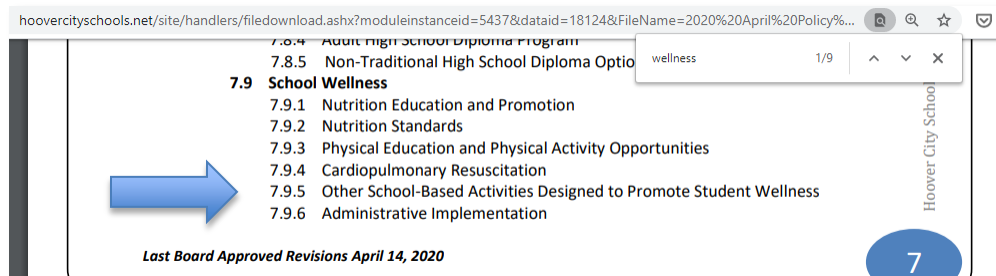 hoovercityschools.net/site/handlers/filedownload.ashx?moduleinstanceid=5437&dataid=18124&FileName=2020%20April%20Policy%...
wellness 1/9
7.8.4 Adult High School Diploma Program
7.8.5 Non-Traditional High School Diploma Optio
7.9 School Wellness
7.9.1 Nutrition Education and Promotion
7.9.2 Nutrition Standards
7.9.3 Physical Education and Physical Activity Opportunities
7.9.4 Cardiopulmonary Resuscitation
7.9.5 Other School-Based Activities Designed to Promote Student Wellness
7.9.6 Administrative Implementation
Hoover City School
Last Board Approved Revisions April 14, 2020
7